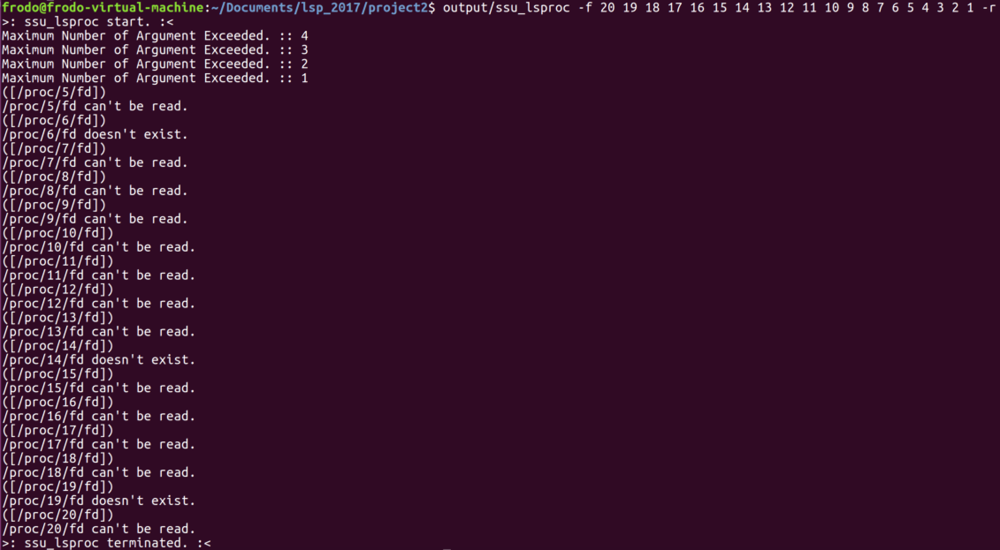 frodo@frodo-virtual-machine:~/Documents/lsp_2017/project2$ output/ssu_lsproc -f 20 19 18 17 16 15 14 13 12 11 10 9 8 7 6 5 4 3 2 1 -r
>: ssu_lsproc start. :<
Maximum Number of Argument Exceeded. :: 4
Maximum Number of Argument Exceeded. :: 3
Maximum Number of Argument Exceeded. :: 2
Maximum Number of Argument Exceeded. :: 1
([/proc/5/fd])
/proc/5/fd can't be read.
([/proc/6/fd])
/proc/6/fd doesn't exist.
([/proc/7/fd])
/proc/7/fd can't be read.
([/proc/8/fd])
/proc/8/fd can't be read.
([/proc/9/fd])
/proc/9/fd can't be read.
([/proc/10/fd])
/proc/10/fd can't be read.
([/proc/11/fd])
/proc/11/fd can't be read.
([/proc/12/fd])
/proc/12/fd can't be read.
([/proc/13/fd])
/proc/13/fd can't be read.
([/proc/14/fd])
/proc/14/fd doesn't exist.
([/proc/15/fd])
/proc/15/fd can't be read.
([/proc/16/fd])
/proc/16/fd can't be read.
([/proc/17/fd])
/proc/17/fd can't be read.
([/proc/18/fd])
/proc/18/fd can't be read.
([/proc/19/fd])
/proc/19/fd doesn't exist.
([/proc/20/fd])
/proc/20/fd can't be read.
>: ssu_lsproc terminated. :<